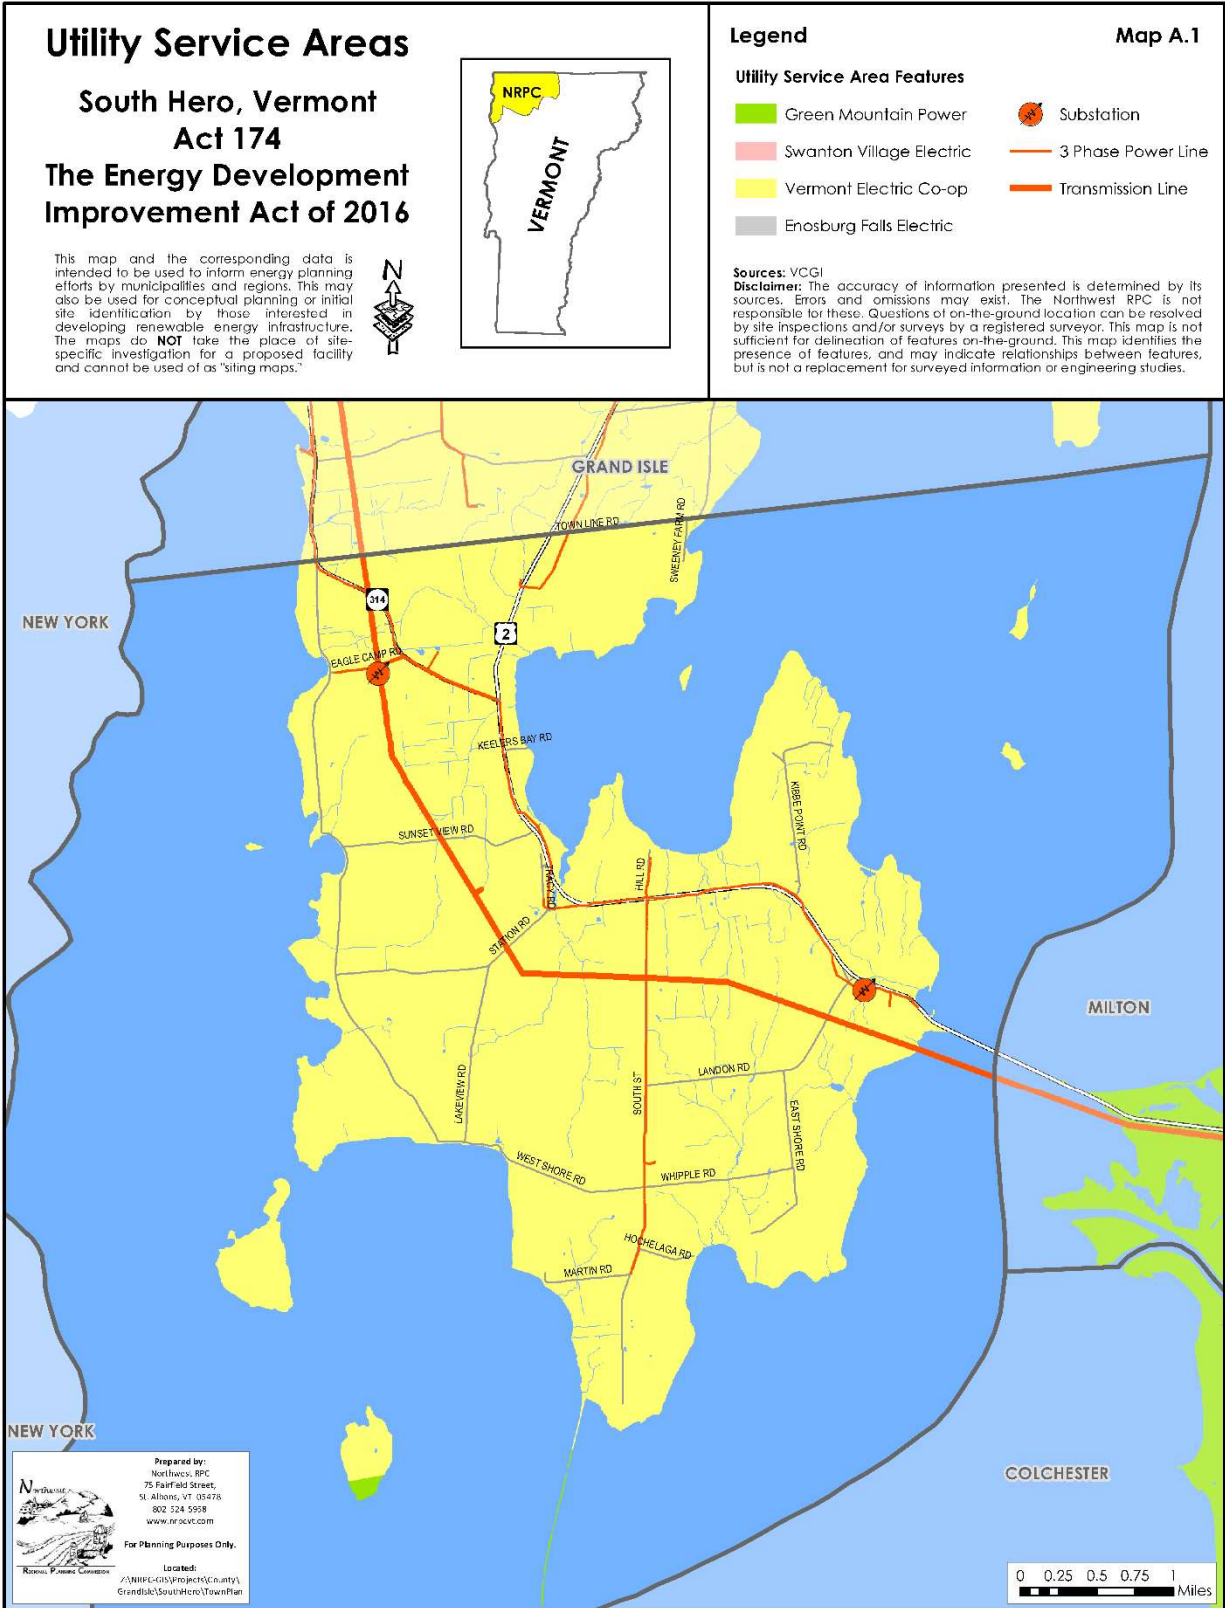 Utility Service Areas
South Hero, Vermont
Act 174
The Energy Development
Improvement Act of 2016
This map and the corresponding data is
intended to be used to inform energy planning
efforts by municipalities and regions. This may
also be used for conceptual planning or initial
site identification by those interested in
developing renewable energy infrastructure.
The maps do NOT take the place of site-
specific investigation for a proposed facility
and cannot be used of as "siting maps."
N
NRPC
VERMONT
Legend
Map A.1
Utility Service Area Features
Green Mountain Power
Swanton Village Electric
Vermont Electric Co-op
Enosburg Falls Electric
Substation
3 Phase Power Line
Transmission Line
Sources: VCGI
Disclaimer: The accuracy of information presented is determined by its
sources. Errors and omissions may exist. The Northwest RPC is not
responsible for these. Questions of on-the-ground location can be resolved
by site inspections and/or surveys by a registered surveyor. This map is not
sufficient for delineation of features on-the-ground. This map identifies the
presence of features, and may indicate relationships between features,
but is not a replacement for surveyed information or engineering studies.
GRAND ISLE
TOWN LINE RD
SWEENEY FARM RD
314
NEW YORK
2
EAGLE CAMP RD
KEELERS BAY RD
KIBBE POINT RD
SUNSET VIEW RD
HILL RD
TRACY RD
STATION RD
MILTON
LANDON RD
LAKEVIEW RD
SOUTH ST
EAST SHORE RD
WEST SHORE RD
WHIPPLE RD
HOCHELAGA RD
MARTIN RD
NEW YORK
COLCHESTER
NORTHWEST
REGIONAL PLANNING COMMISSION
Prepared by:
Northwest RPC
75 Fairfield Street,
St. Albans, VT 05478
802 524 5958
www.nrpcvt.com
For Planning Purposes Only.
Located:
Z:\NRPC-GIS\Projects\County\
GrandIsle\SouthHero\TownPlan
0 0.25 0.5 0.75 1
Miles